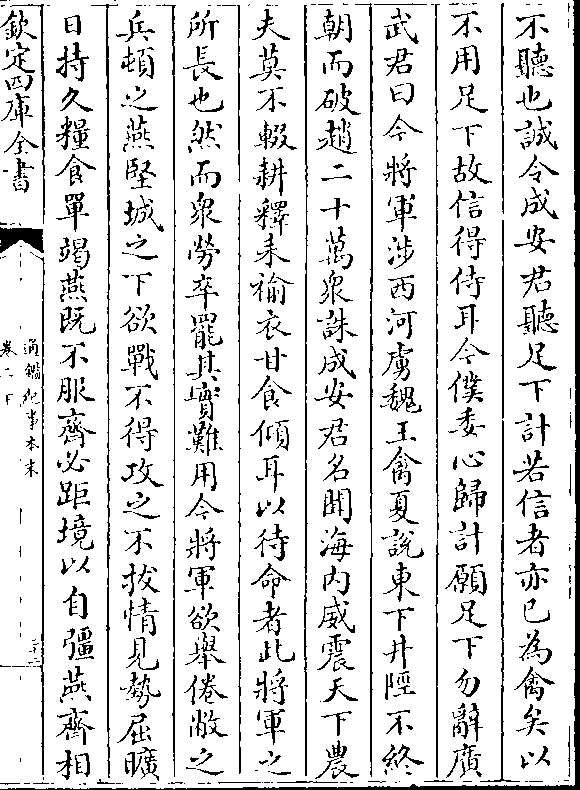 不聽也誠令成安君聽足下計若信者亦已為禽矣以
不用足下故信得侍耳今僕委心歸計願足下勿辭廣
武君曰今將軍涉西河虜魏王禽夏說東下井陘不終
朝而破趙二十萬衆誅成安君名聞海内威震天下農
夫莫不輟耕釋耒褕衣甘食傾耳以待命者此將軍之
所長也然而衆勞卒罷其實難用今將軍欲舉倦敝之
兵頓之燕堅城之下欲戰不得攻之不拔情見勢屈曠
日持久糧食單竭燕既不服齊必距境以自彊燕齊相
欽定四庫全書
通鑑紀事本末
卷二下